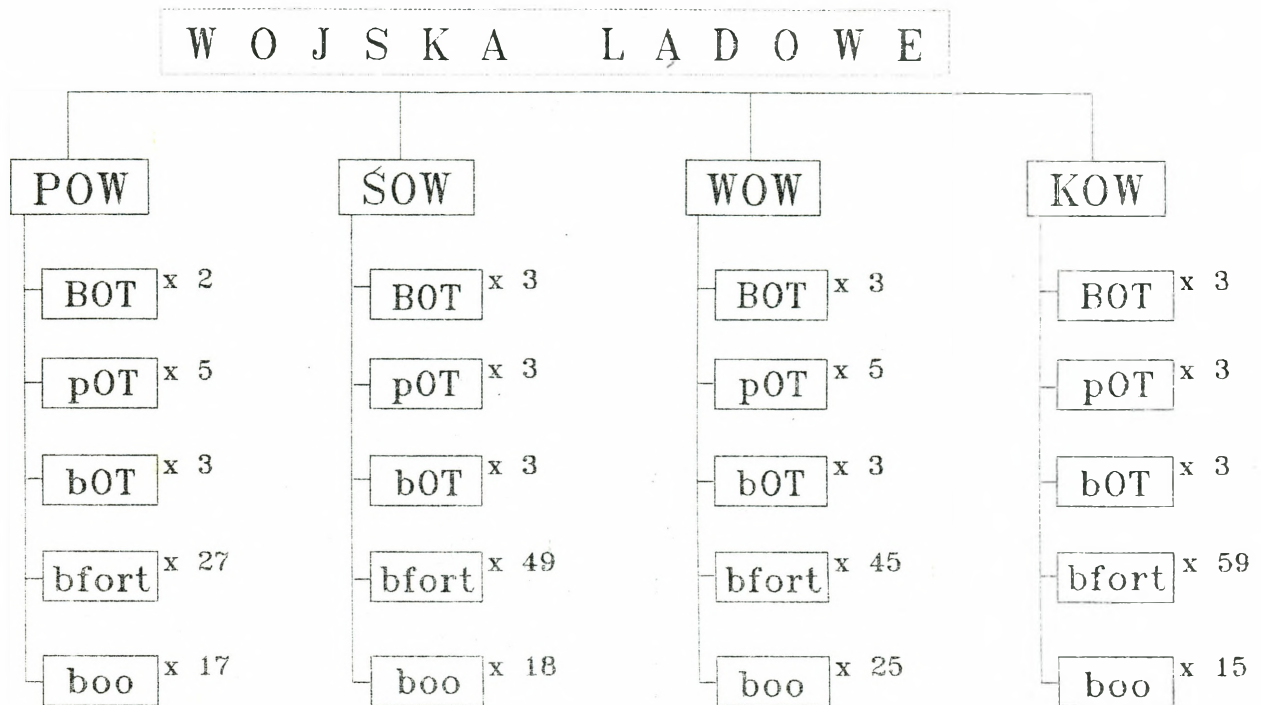 WOJSKA LĄDOWE
POW ŚOW WOW KOW
BOT x 2 BOT x 3 BOT x 3 BOT x 3
pOT x 5 pOT x 3 pOT x 5 pOT x 3
bOT x 3 bOT x 3 bOT x 3 bOT x 3
bfort x 27 bfort x 49 bfort x 45 bfort x 59
boo x 17 boo x 18 boo x 25 boo x 15